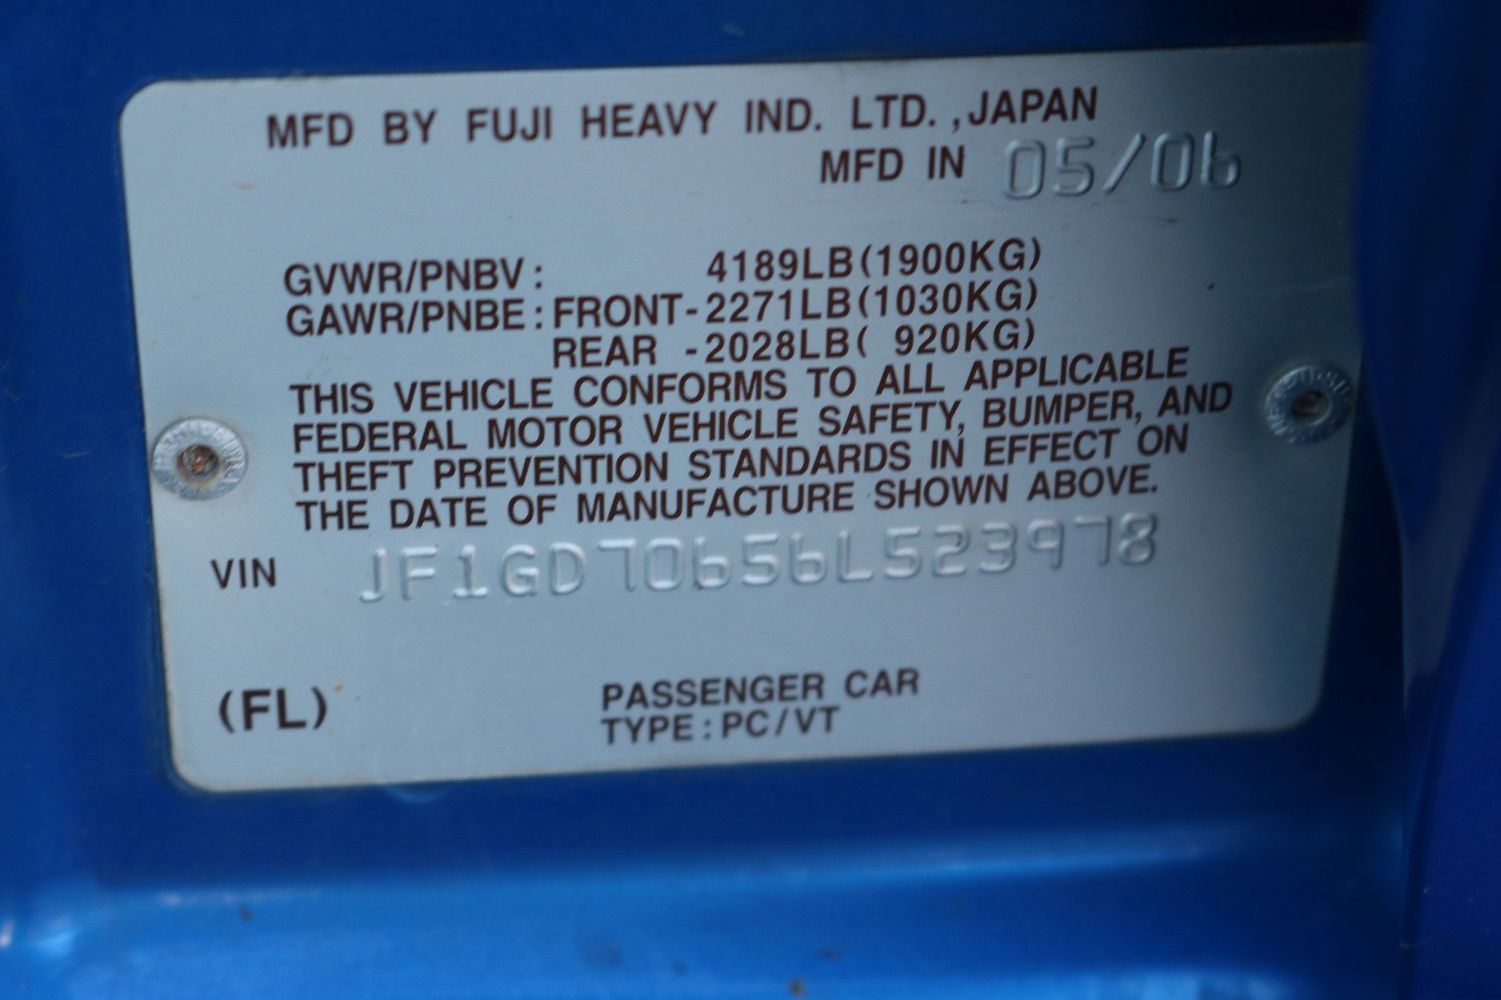 MFD BY FUJI HEAVY IND. LTD. ,JAPAN
MFD IN 05/06
GVWR/PNBV: 4189LB(1900KG)
GAWR/PNBE: FRONT-2271LB(1030KG)
REAR -2028LB( 920KG)
THIS VEHICLE CONFORMS TO ALL APPLICABLE
FEDERAL MOTOR VEHICLE SAFETY, BUMPER, AND
THEFT PREVENTION STANDARDS IN EFFECT ON
THE DATE OF MANUFACTURE SHOWN ABOVE.
VIN JF1GD70656L523978
(FL) PASSENGER CAR
TYPE:PC/VT